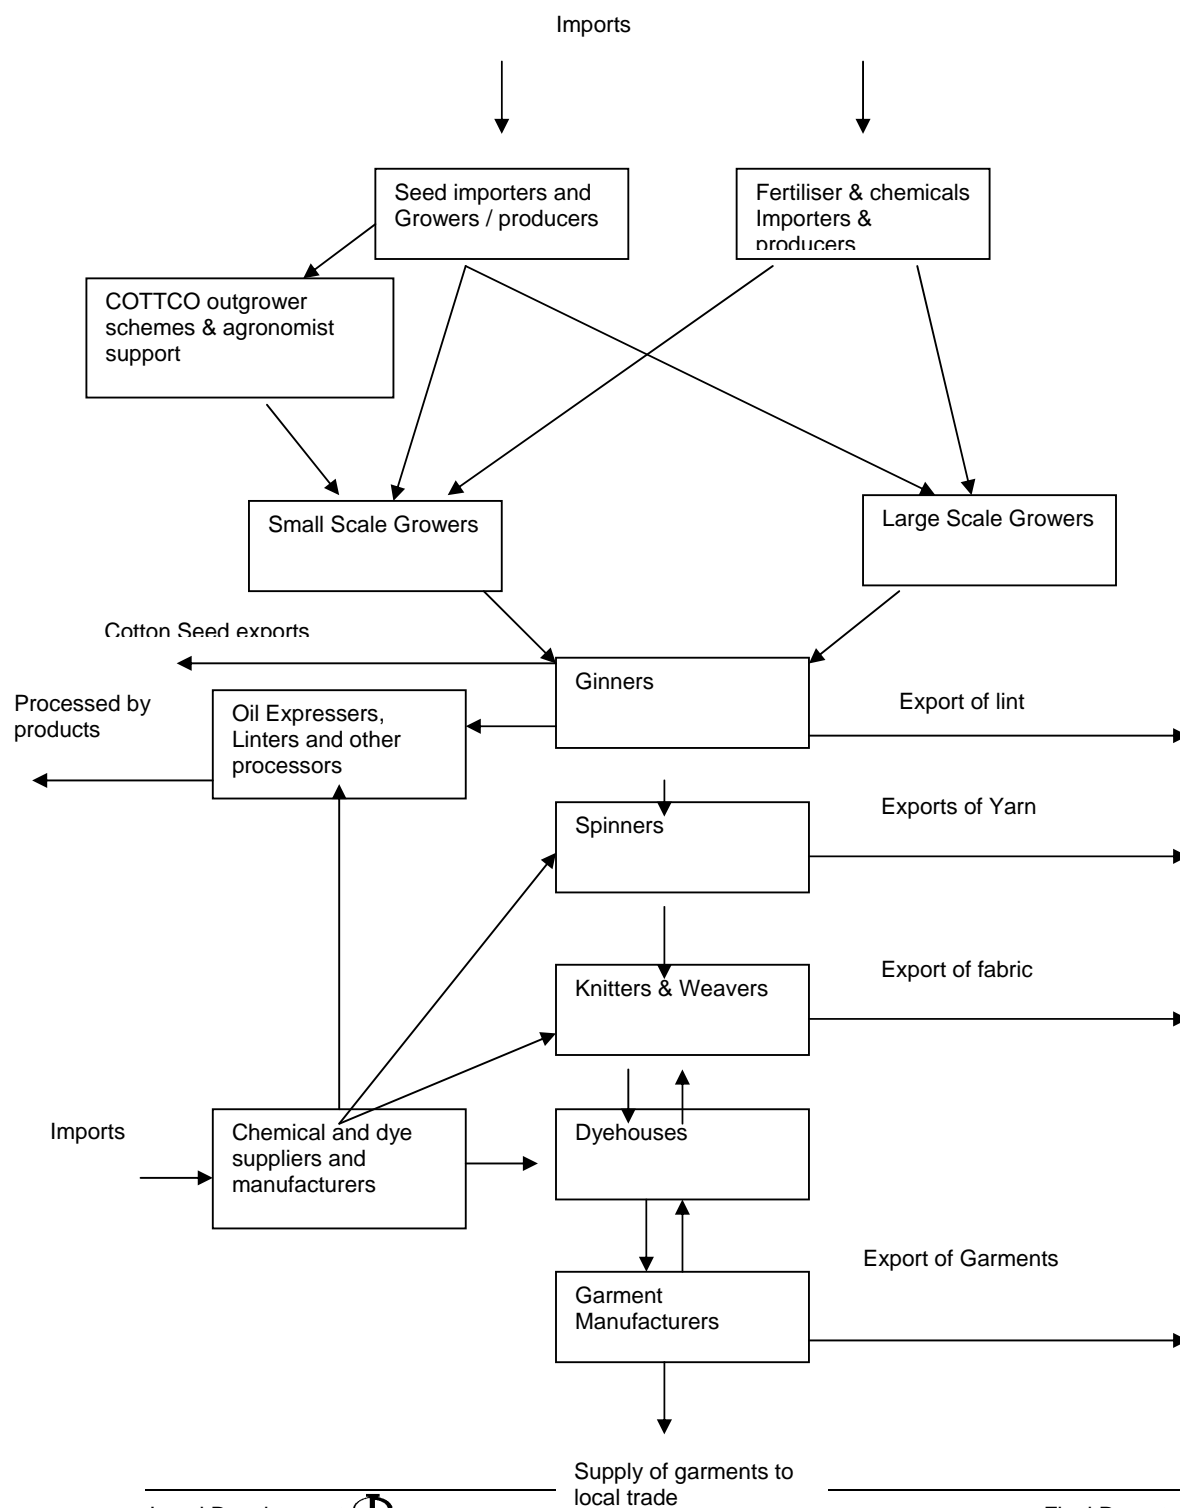 Imports
Seed importers and
Growers / producers
Fertiliser & chemicals
Importers &
producers
COTTCO outgrower
schemes & agronomist
support
Small Scale Growers
Large Scale Growers
Cotton Seed exports
Ginners
Processed by
products
Oil Expressers,
Linters and other
processors
Export of lint
Spinners
Exports of Yarn
Knitters & Weavers
Export of fabric
Imports
Chemical and dye
suppliers and
manufacturers
Dyehouses
Export of Garments
Garment
Manufacturers
Supply of garments to
local trade